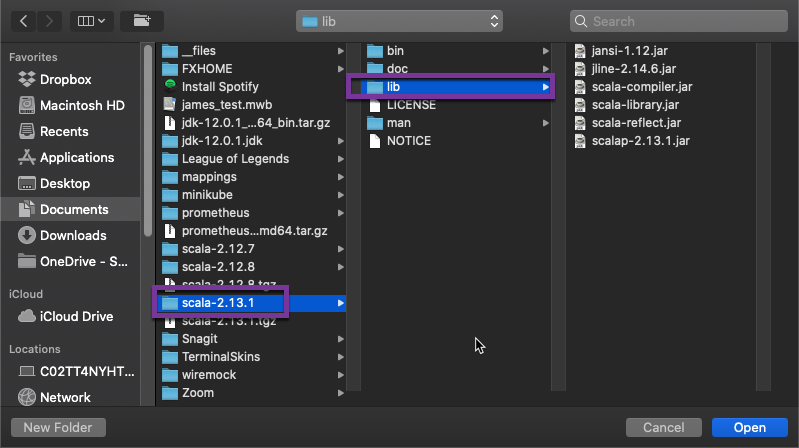 lib
Search
Favorites
Dropbox
Macintosh HD
Recents
Applications
Desktop
Documents
Downloads
OneDrive - S...
iCloud
iCloud Drive
Locations
C02TT4NYHT...
Network
__files
FXHOME
Install Spotify
james_test.mwb
jdk-12.0.1_...64_bin.tar.gz
jdk-12.0.1.jdk
League of Legends
mappings
minikube
prometheus
prometheus...md64.tar.gz
scala-2.12.7
scala-2.12.8
scala-2.12.8.tgz
scala-2.13.1
scala-2.13.1.tgz
Snagit
TerminalSkins
wiremock
Zoom
bin
doc
lib
LICENSE
man
NOTICE
jansi-1.12.jar
jline-2.14.6.jar
scala-compiler.jar
scala-library.jar
scala-reflect.jar
scalap-2.13.1.jar
New Folder
Cancel
Open